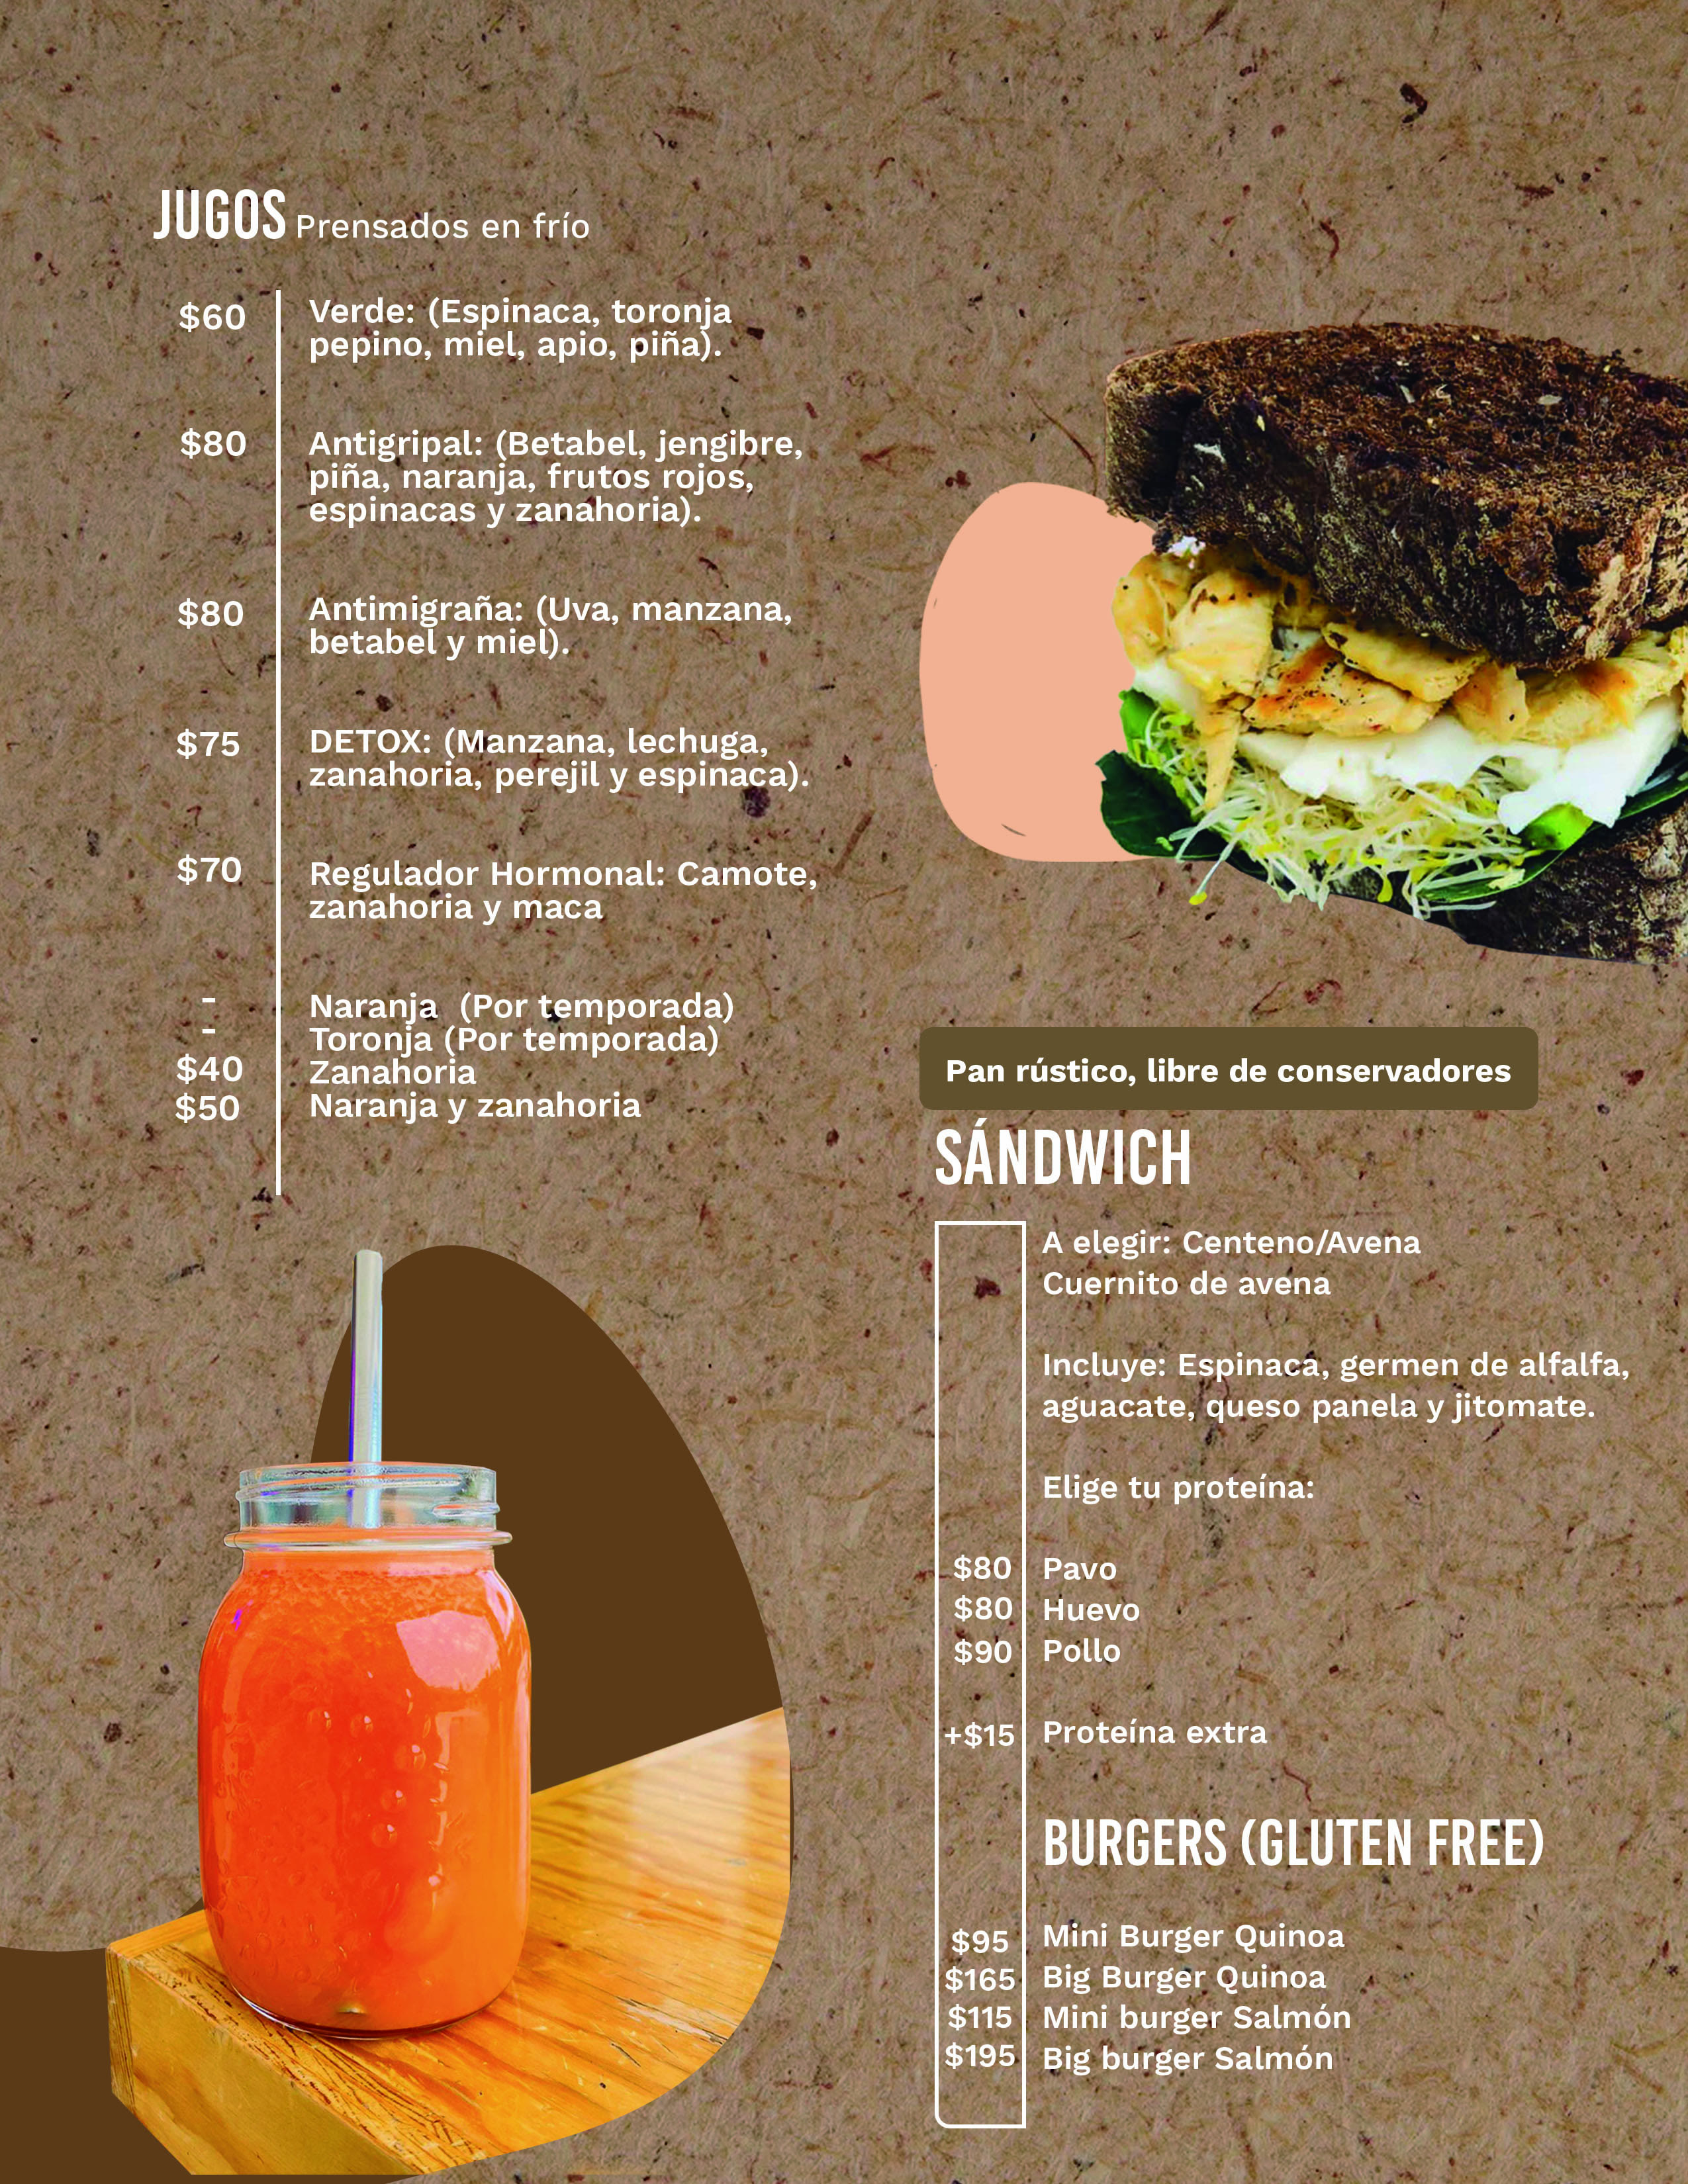 JUGOS Prensados en frío
$60 Verde: (Espinaca, toronja
pepino, miel, apio, piña).
$80 Antigripal: (Betabel, jengibre,
piña, naranja, frutos rojos,
espinacas y zanahoria).
$80 Antimigraña: (Uva, manzana,
betabel y miel).
$75 DETOX: (Manzana, lechuga,
zanahoria, perejil y espinaca).
$70 Regulador Hormonal: Camote,
zanahoria y maca
- Naranja (Por temporada)
- Toronja (Por temporada)
$40 Zanahoria
$50 Naranja y zanahoria
Pan rústico, libre de conservadores
SÁNDWICH
A elegir: Centeno/Avena
Cuernito de avena
Incluye: Espinaca, germen de alfalfa,
aguacate, queso panela y jitomate.
Elige tu proteína:
$80 Pavo
$80 Huevo
$90 Pollo
+$15 Proteína extra
BURGERS (GLUTEN FREE)
$95 Mini Burger Quinoa
$165 Big Burger Quinoa
$115 Mini burger Salmón
$195 Big burger Salmón